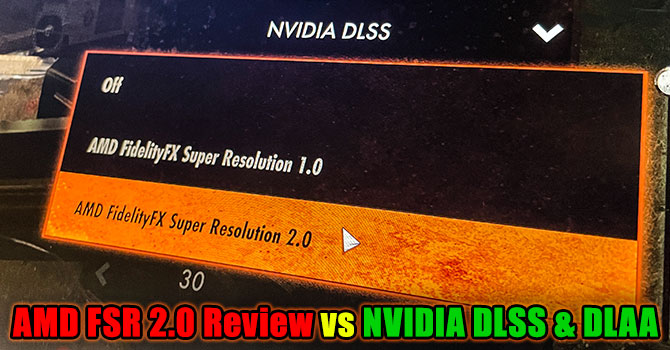 NVIDIA DLSS
Off
AMD FidelityFX Super Resolution 1.0
AMD FidelityFX Super Resolution 2.0
30
AMD FSR 2.0 Review vs NVIDIA DLSS & DLAA